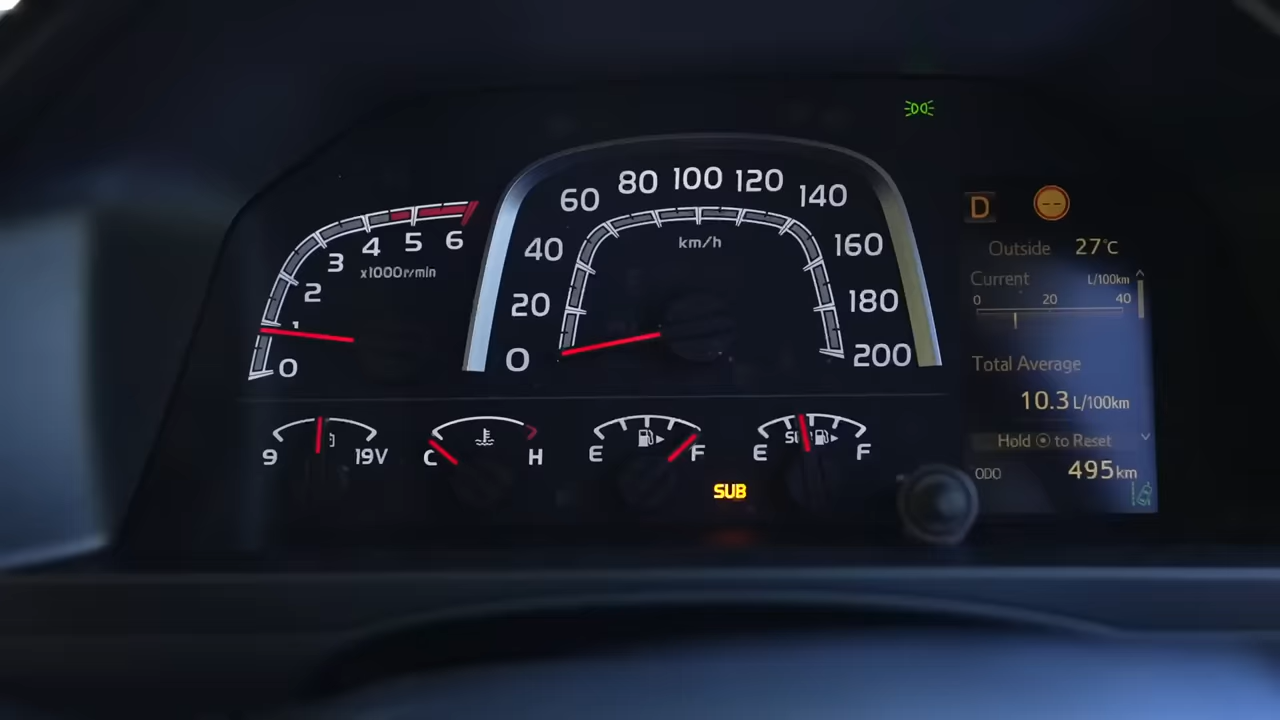 0
1
2
3
4
5
6
x1000r/min
0
20
40
60
80
100
120
140
160
180
200
km/h
9
19V
C
H
E
F
SUB
E
F
D
--
Outside 27°C
Current L/100km
0 20 40
Total Average
10.3 L/100km
Hold to Reset
ODO 495 km